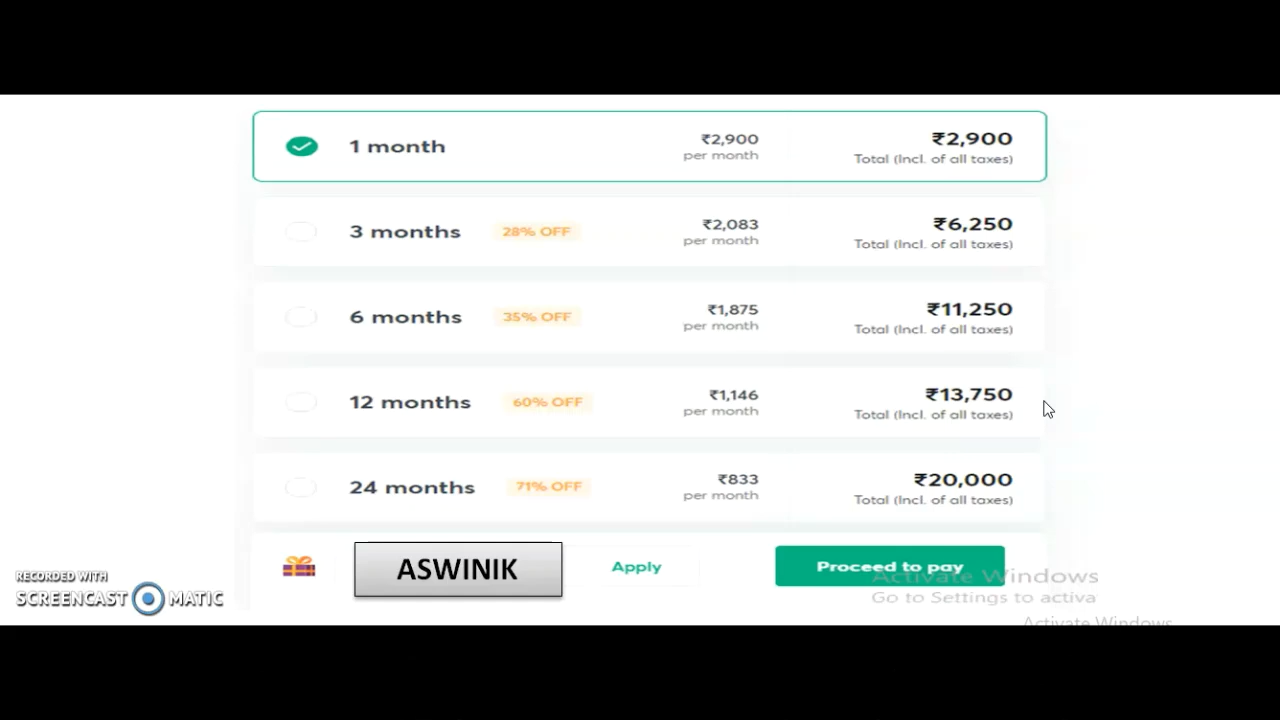 1 month ₹2,900 ₹2,900
per month Total (Incl. of all taxes)
3 months 28% OFF ₹2,083 ₹6,250
per month Total (Incl. of all taxes)
6 months 35% OFF ₹1,875 ₹11,250
per month Total (Incl. of all taxes)
12 months 60% OFF ₹1,146 ₹13,750
per month Total (Incl. of all taxes)
24 months 71% OFF ₹833 ₹20,000
per month Total (Incl. of all taxes)
ASWINIK Apply Proceed to pay
RECORDED WITH
SCREENCAST MATIC
Activate Windows
Go to Settings to activa
Activate Windows